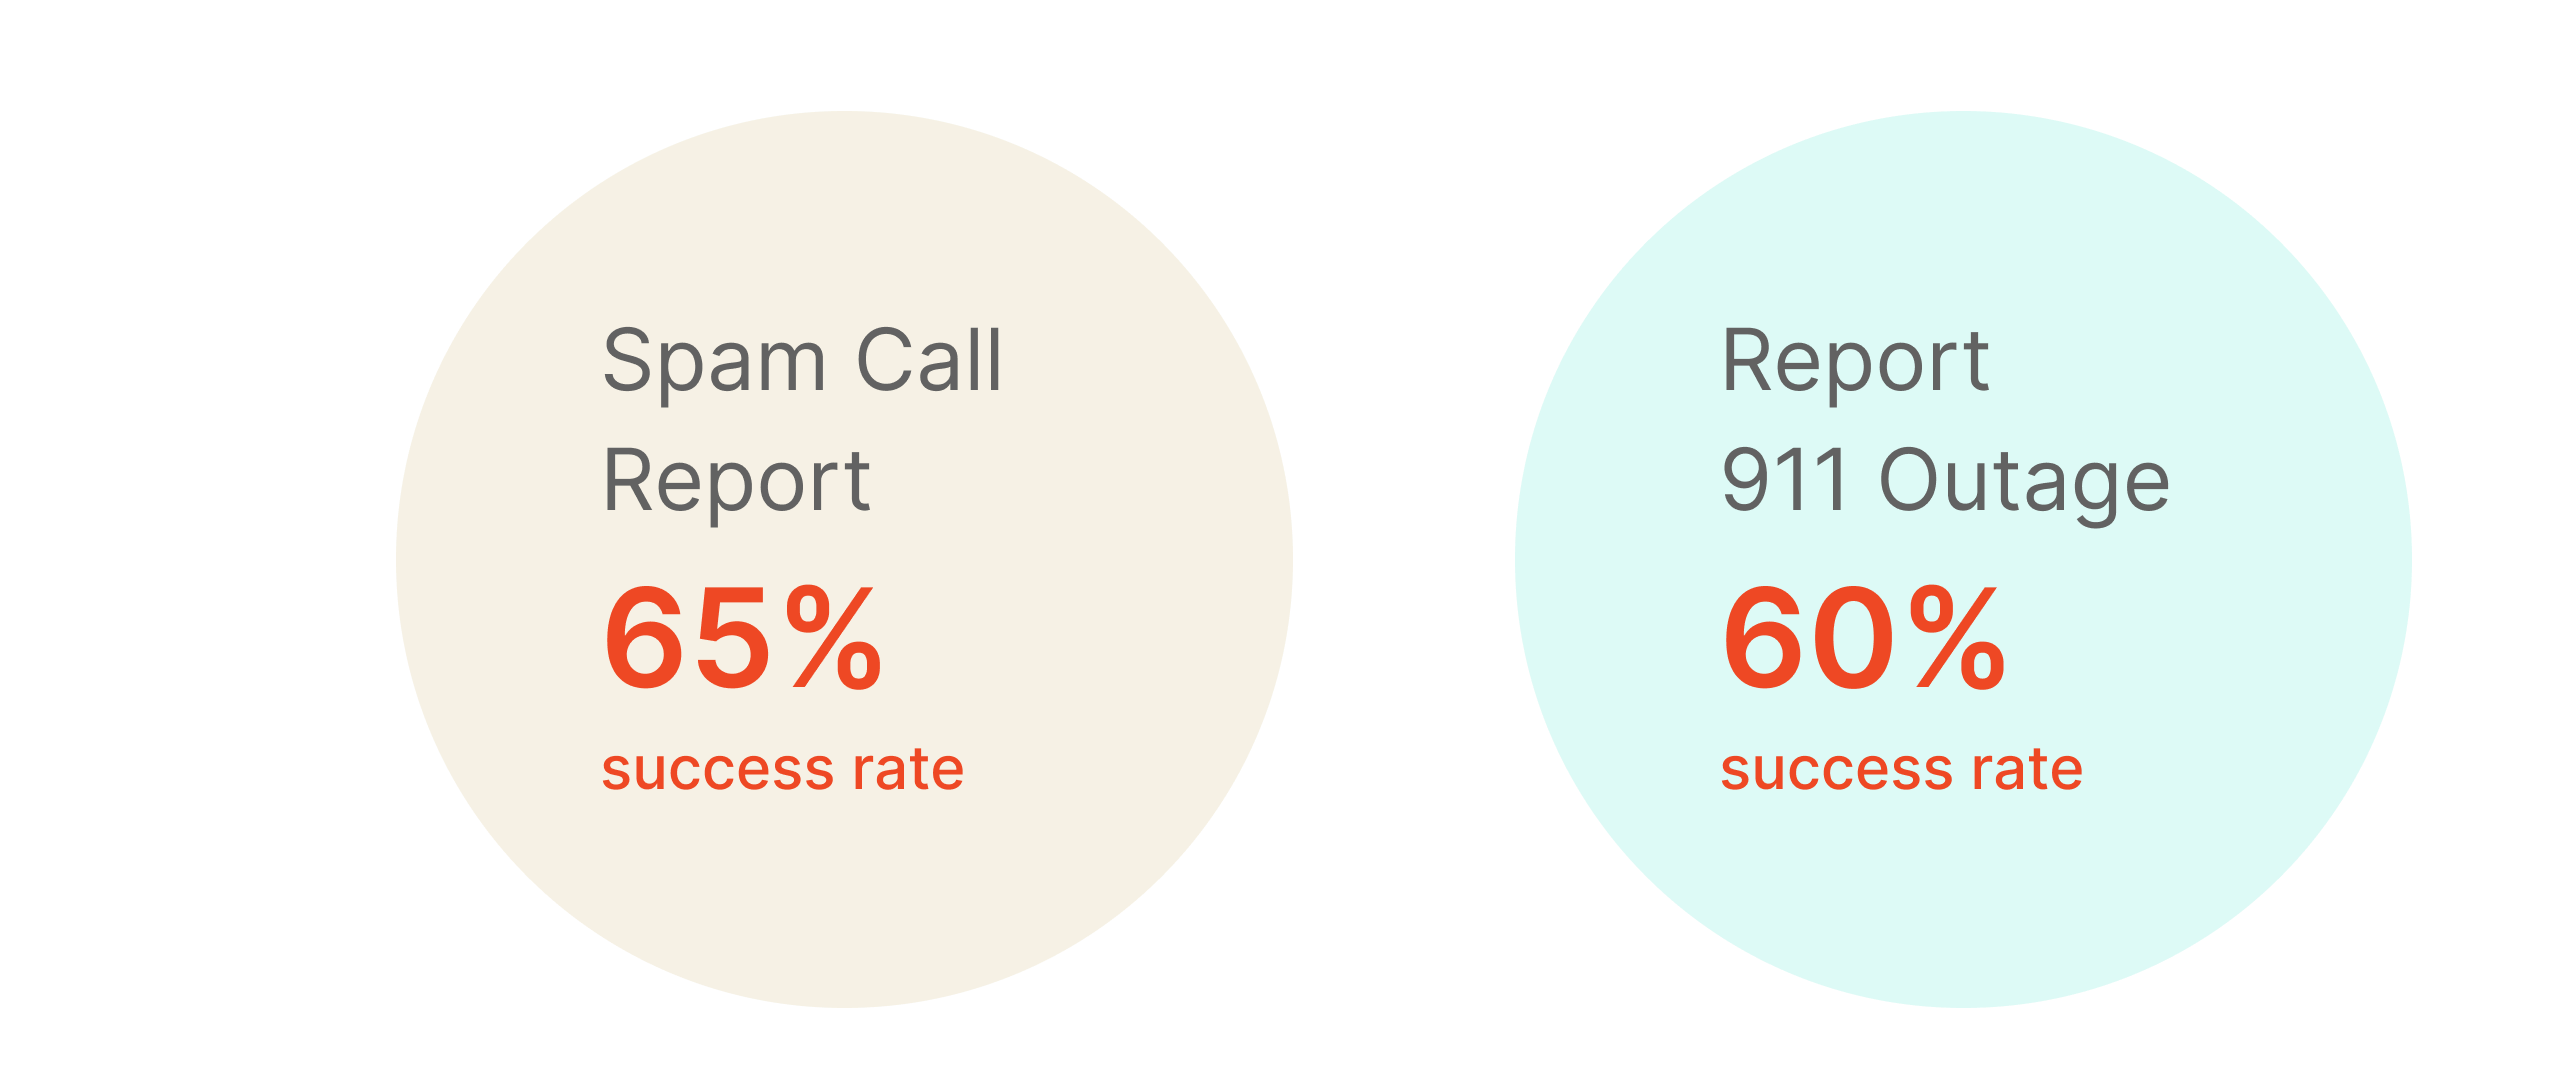 Spam Call
Report
65%
success rate
Report
911 Outage
60%
success rate